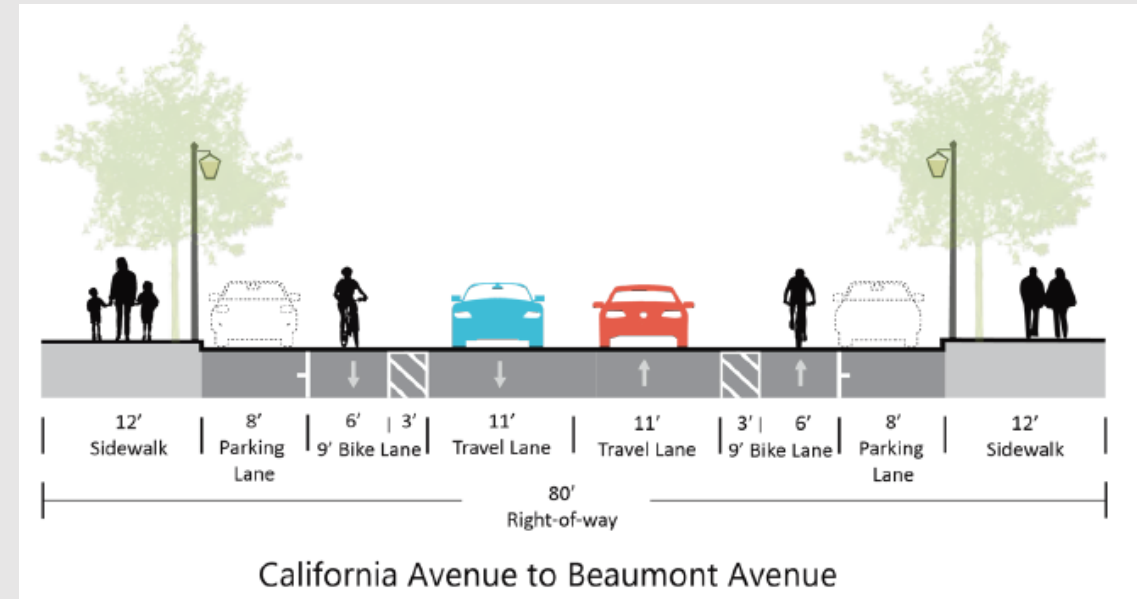 12’ 8’ 6’ 3’ 11’ 11’ 3’ 6’ 8’ 12’
Sidewalk Parking 9’ Bike Lane Travel Lane Travel Lane 9’ Bike Lane Parking Sidewalk
Lane Lane
80’
Right-of-way
California Avenue to Beaumont Avenue